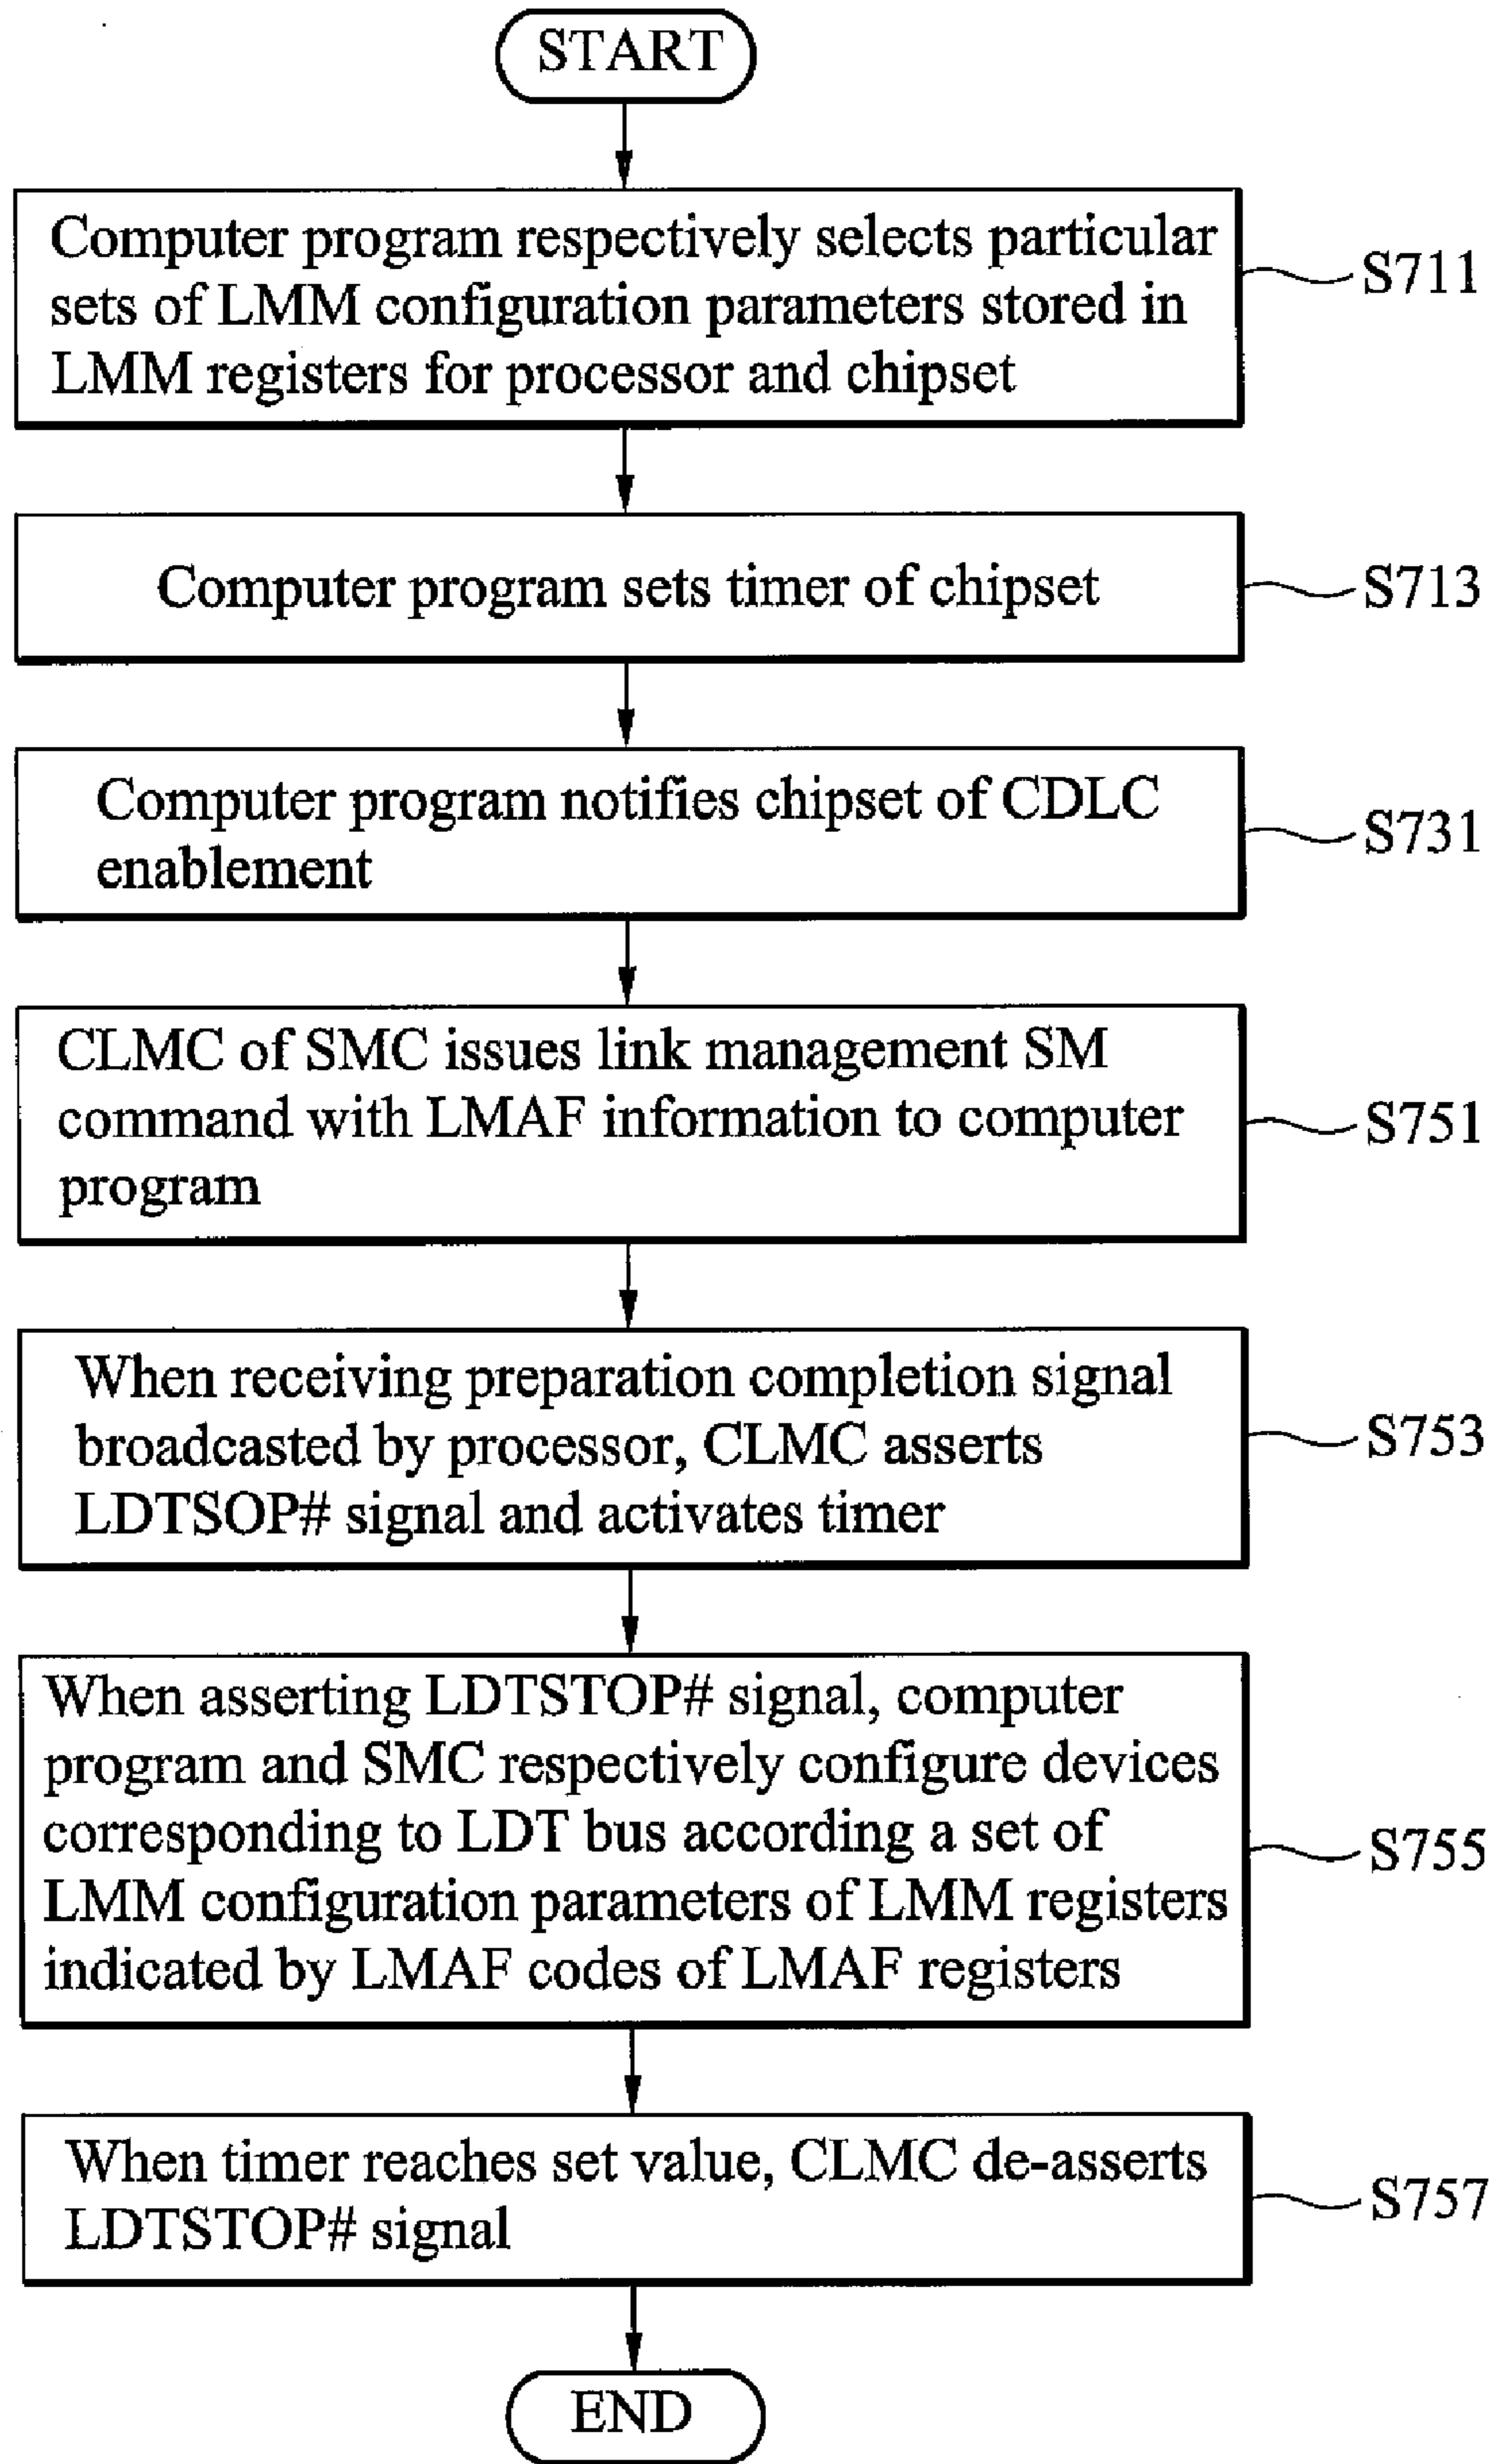 START
Computer program respectively selects particular
sets of LMM configuration parameters stored in
LMM registers for processor and chipset
S711
Computer program sets timer of chipset
S713
Computer program notifies chipset of CDLC
enablement
S731
CLMC of SMC issues link management SM
command with LMAF information to computer
program
S751
When receiving preparation completion signal
broadcasted by processor, CLMC asserts
LDTSOP# signal and activates timer
S753
When asserting LDTSTOP# signal, computer
program and SMC respectively configure devices
corresponding to LDT bus according a set of
LMM configuration parameters of LMM registers
indicated by LMAF codes of LMAF registers
S755
When timer reaches set value, CLMC de-asserts
LDTSTOP# signal
S757
END